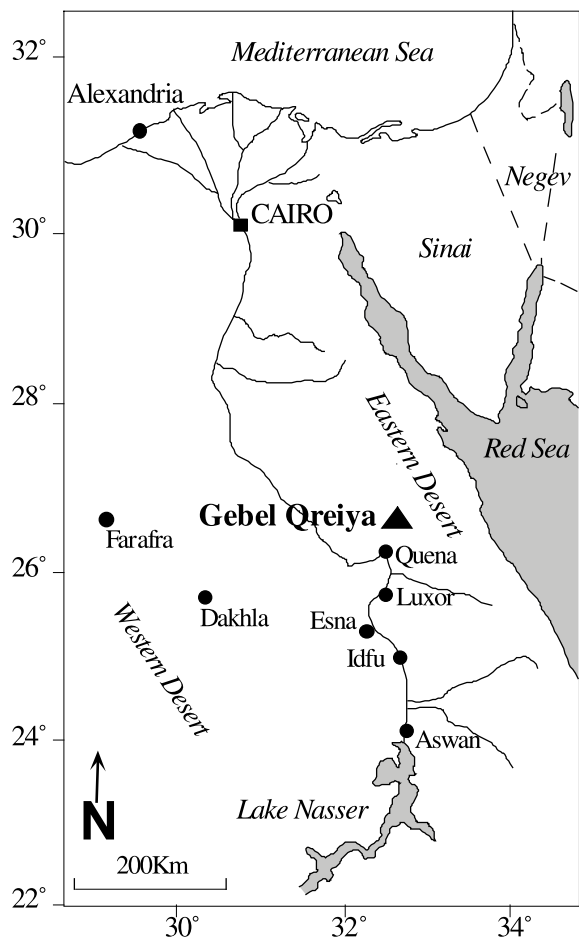 32°
Mediterranean Sea
Alexandria
Negev
30°
CAIRO
Sinai
28°
Eastern Desert
Red Sea
Gebel Qreiya
Farafra
26°
Quena
Dakhla
Luxor
Esna
Western Desert
Idfu
24°
Aswan
N
Lake Nasser
200Km
22°
30°
32°
34°